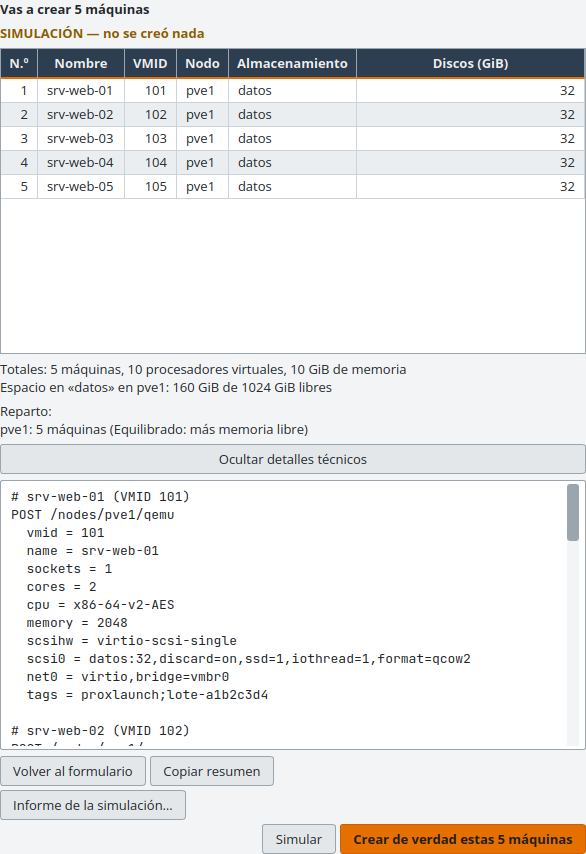 Vas a crear 5 máquinas
SIMULACIÓN — no se creó nada
N.º Nombre VMID Nodo Almacenamiento Discos (GiB)
1 srv-web-01 101 pve1 datos 32
2 srv-web-02 102 pve1 datos 32
3 srv-web-03 103 pve1 datos 32
4 srv-web-04 104 pve1 datos 32
5 srv-web-05 105 pve1 datos 32
Totales: 5 máquinas, 10 procesadores virtuales, 10 GiB de memoria
Espacio en «datos» en pve1: 160 GiB de 1024 GiB libres
Reparto:
pve1: 5 máquinas (Equilibrado: más memoria libre)
Ocultar detalles técnicos
# srv-web-01 (VMID 101)
POST /nodes/pve1/qemu
vmid = 101
name = srv-web-01
sockets = 1
cores = 2
cpu = x86-64-v2-AES
memory = 2048
scsihw = virtio-scsi-single
scsi0 = datos:32,discard=on,ssd=1,iothread=1,format=qcow2
net0 = virtio,bridge=vmbr0
tags = proxlaunch;lote-a1b2c3d4
# srv-web-02 (VMID 102)
Volver al formulario Copiar resumen
Informe de la simulación...
Simular Crear de verdad estas 5 máquinas